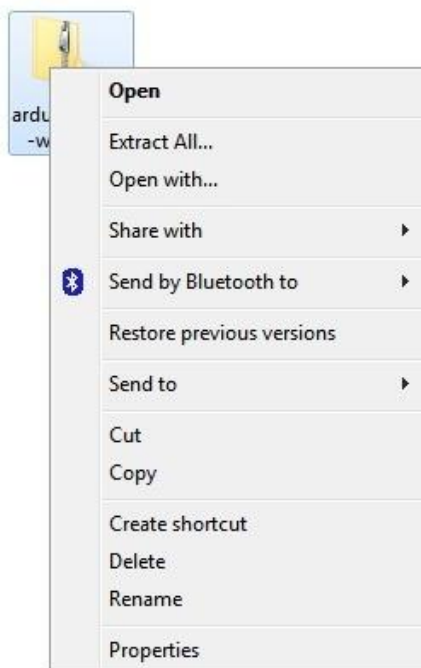 ardu
-w
Open
Extract All...
Open with...
Share with
Send by Bluetooth to
Restore previous versions
Send to
Cut
Copy
Create shortcut
Delete
Rename
Properties